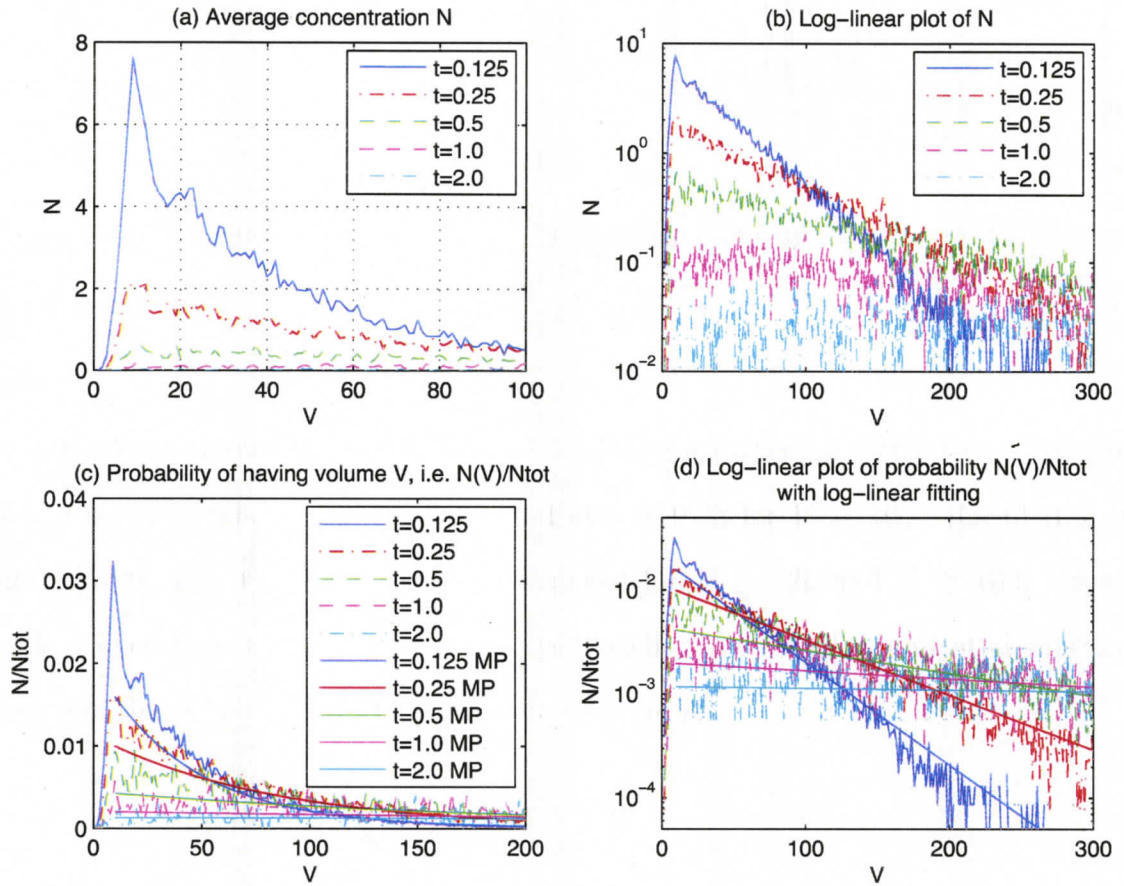 (a) Average concentration N
8
6
4
2
0
N
0 20 40 60 80 100
V
t=0.125
t=0.25
t=0.5
t=1.0
t=2.0
(b) Log−linear plot of N
10^1
10^0
10^−1
10^−2
N
0 100 200 300
V
t=0.125
t=0.25
t=0.5
t=1.0
t=2.0
(c) Probability of having volume V, i.e. N(V)/Ntot
0.04
0.03
0.02
0.01
0
N/Ntot
0 50 100 150 200
V
t=0.125
t=0.25
t=0.5
t=1.0
t=2.0
t=0.125 MP
t=0.25 MP
t=0.5 MP
t=1.0 MP
t=2.0 MP
(d) Log−linear plot of probability N(V)/Ntot
with log−linear fitting
10^−2
10^−3
10^−4
N/Ntot
0 100 200 300
V